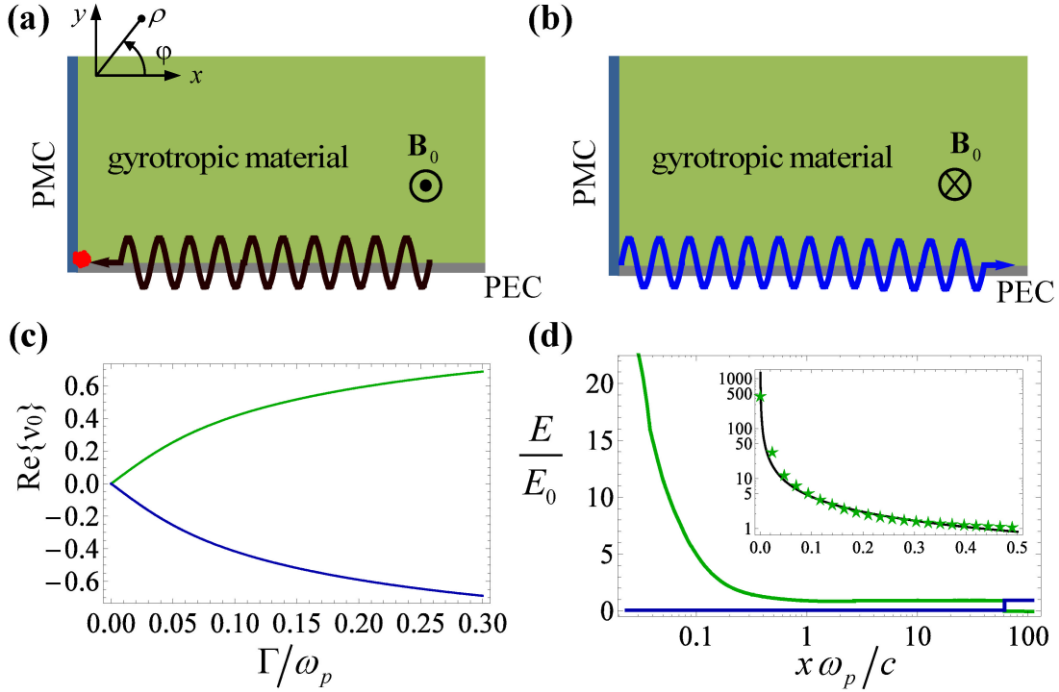 (a)
y
ρ
φ
x
PMC
gyrotropic material
B₀
PEC
(b)
PMC
gyrotropic material
B₀
PEC
(c)
0.6
0.4
0.2
0.0
−0.2
−0.4
−0.6
Re{ν₀}
0.00 0.05 0.10 0.15 0.20 0.25 0.30
Γ/ωₚ
(d)
20
15
10
5
0
E/E₀
1000
500
100
50
10
5
1
0.0 0.1 0.2 0.3 0.4 0.5
0.1 1 10 100
x ωₚ/c